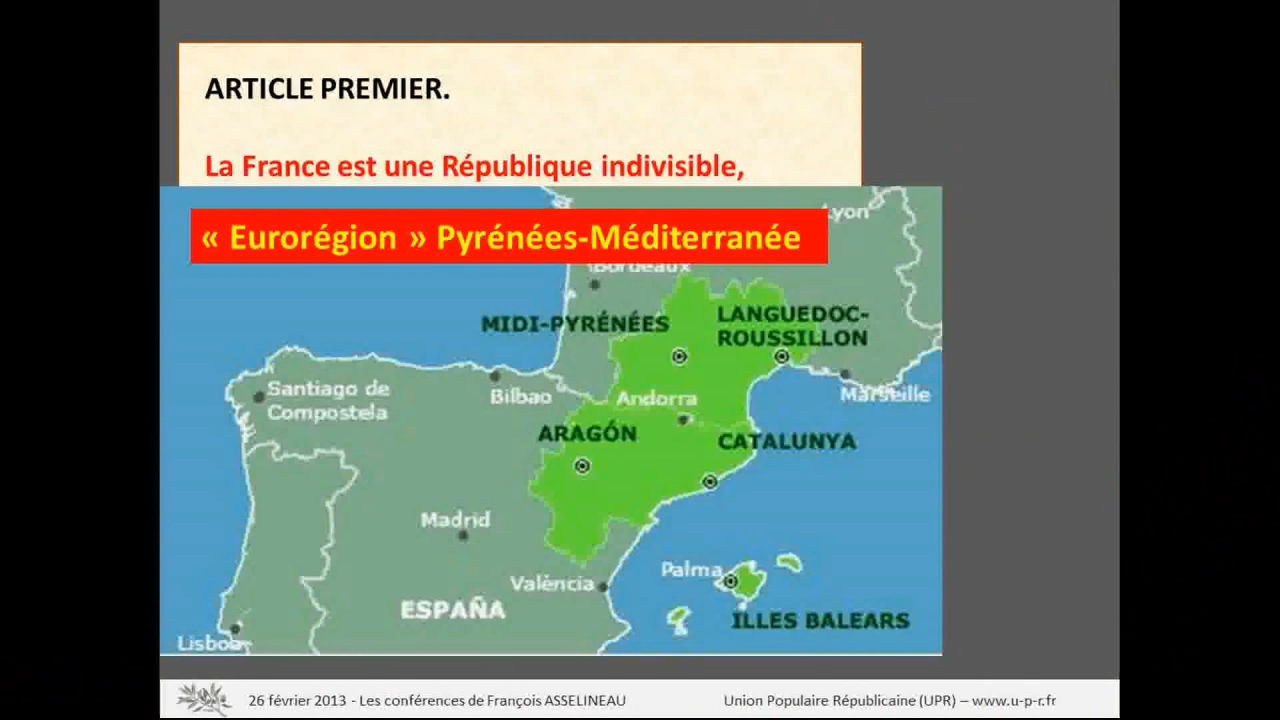 ARTICLE PREMIER.
La France est une République indivisible,
« Eurorégion » Pyrénées-Méditerranée
Lyon
Bordeaux
MIDI-PYRÉNÉES
LANGUEDOC-
ROUSSILLON
Santiago de
Compostela
Bilbao
Andorra
Marseille
ARAGÓN
CATALUNYA
Madrid
València
Palma
ESPAÑA
ILLES BALEARS
Lisboa
26 février 2013 - Les conférences de François ASSELINEAU
Union Populaire Républicaine (UPR) – www.u-p-r.fr